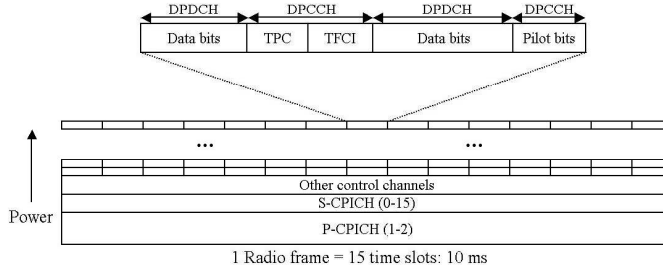 DPDCH DPCCH DPDCH DPCCH
Data bits TPC TFCI Data bits Pilot bits
... ...
Other control channels
S-CPICH (0-15)
Power
P-CPICH (1-2)
1 Radio frame = 15 time slots: 10 ms